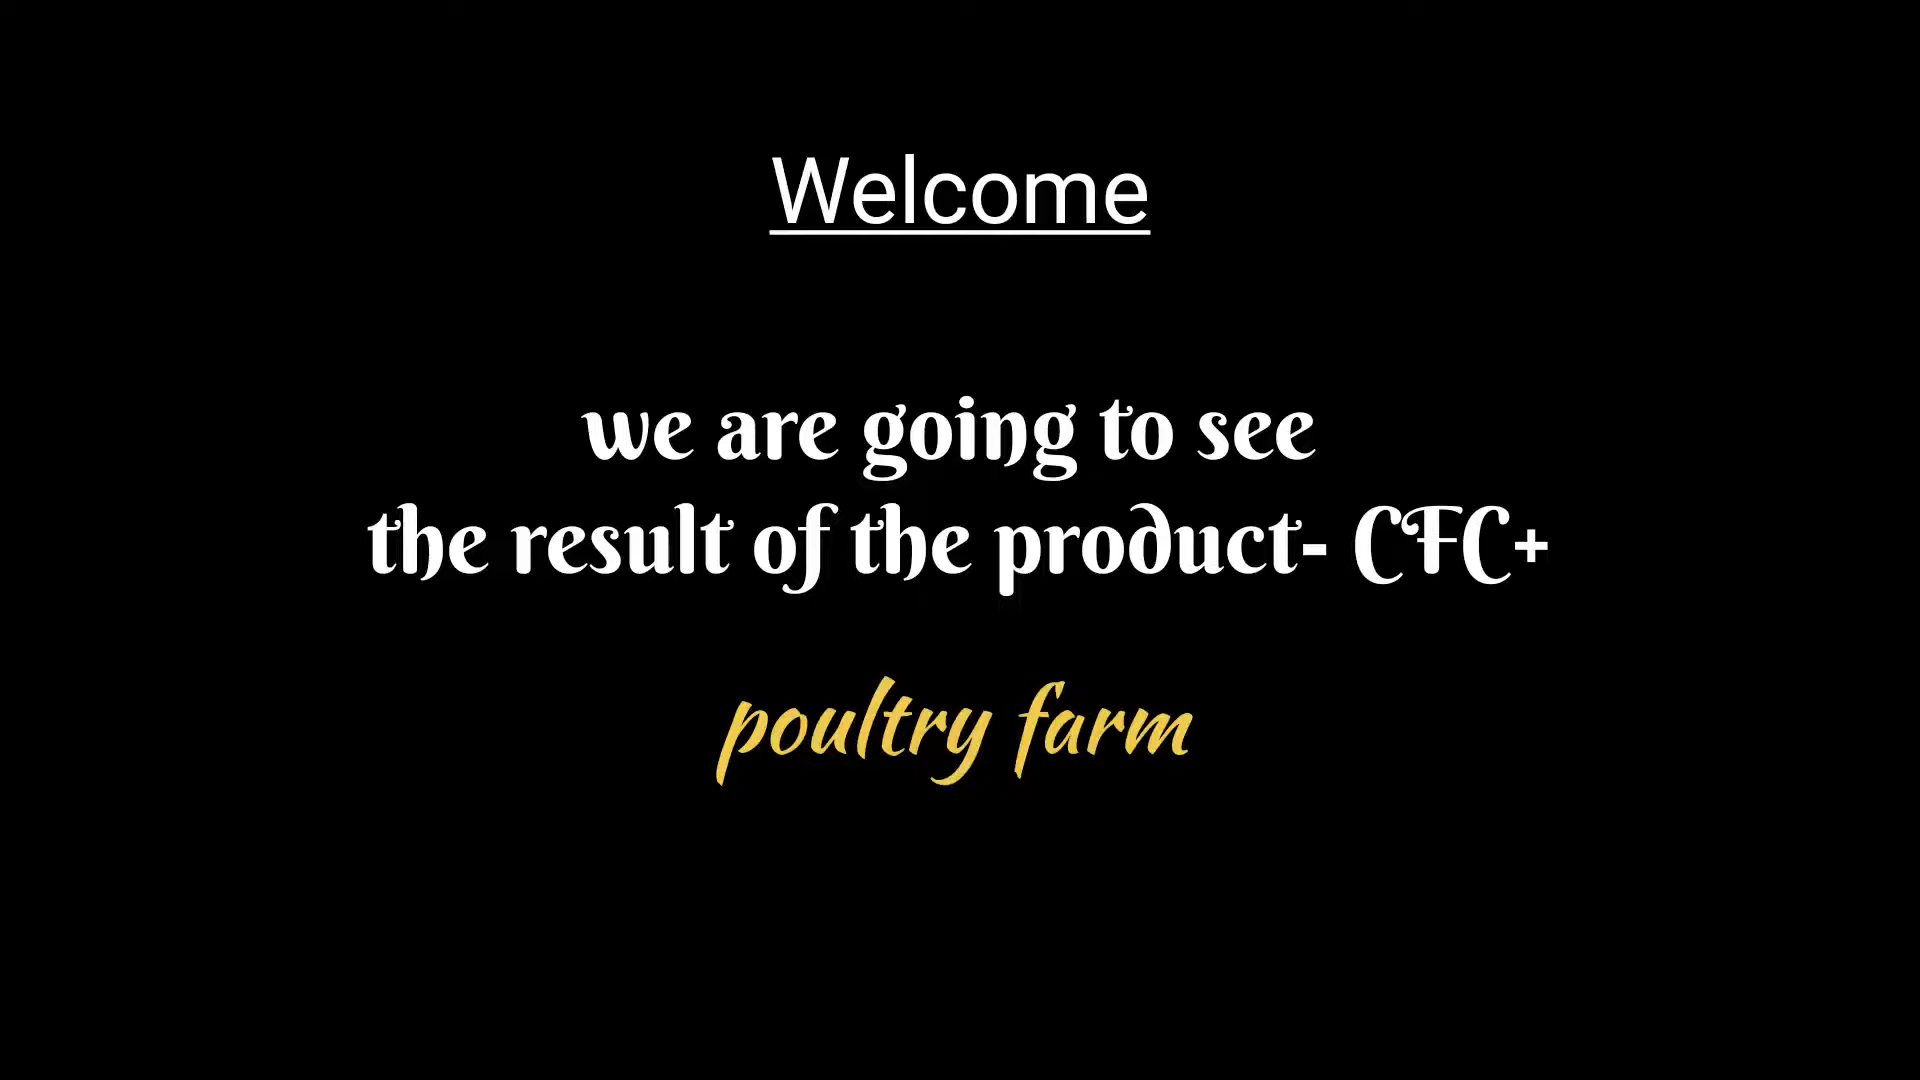 Welcome
we are going to see
the result of the product- CFC+
poultry farm